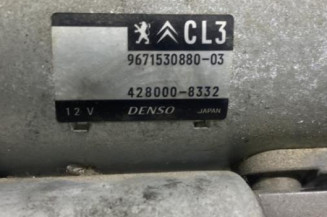 CL3
9671530880-03
428000-8332
12 V DENSO JAPAN